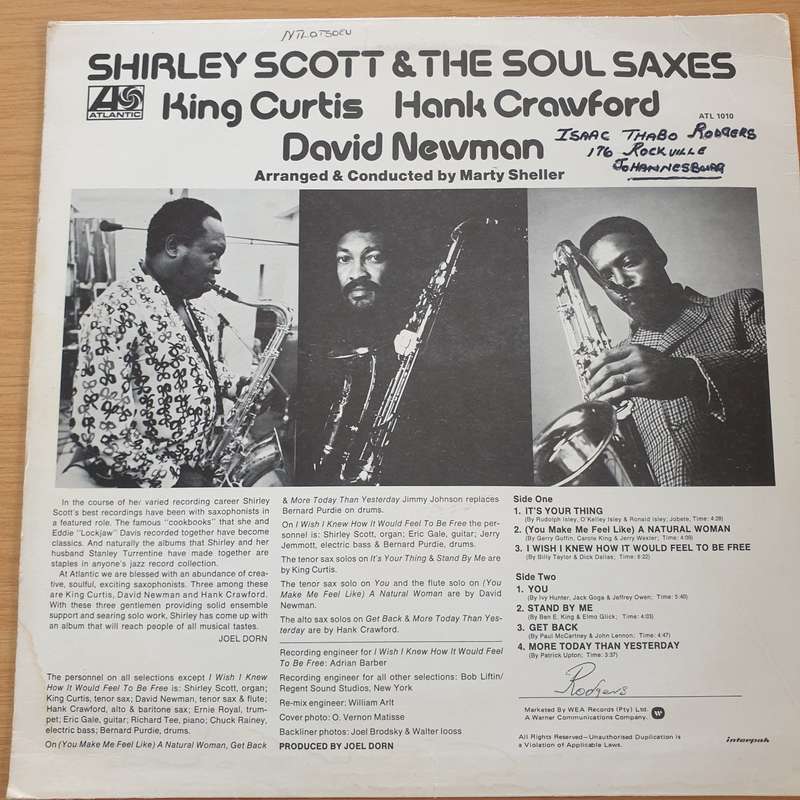 NTLOTSOEU
SHIRLEY SCOTT & THE SOUL SAXES
ATLANTIC
King Curtis Hank Crawford
ATL 1010
David Newman
ISAAC THABO RODGERS
176 ROCKVILLE
JOHANNESBURG
Arranged & Conducted by Marty Sheller
In the course of her varied recording career Shirley
Scott's best recordings have been with saxophonists in
a featured role. The famous "cookbooks" that she and
Eddie "Lockjaw" Davis recorded together have become
classics. And naturally the albums that Shirley and her
husband Stanley Turrentine have made together are
staples in anyone's jazz record collection.
At Atlantic we are blessed with an abundance of crea-
tive, soulful, exciting saxophonists. Three among these
are King Curtis, David Newman and Hank Crawford.
With these three gentlemen providing solid ensemble
support and searing solo work, Shirley has come up with
an album that will reach people of all musical tastes.
JOEL DORN
The personnel on all selections except I Wish I Knew
How It Would Feel To Be Free is: Shirley Scott, organ;
King Curtis, tenor sax; David Newman, tenor sax & flute;
Hank Crawford, alto & baritone sax; Ernie Royal, trum-
pet; Eric Gale, guitar; Richard Tee, piano; Chuck Rainey,
electric bass; Bernard Purdie, drums.
On (You Make Me Feel Like) A Natural Woman, Get Back
& More Today Than Yesterday Jimmy Johnson replaces
Bernard Purdie on drums.
On I Wish I Knew How It Would Feel To Be Free the per-
sonnel is: Shirley Scott, organ; Eric Gale, guitar; Jerry
Jemmott, electric bass & Bernard Purdie, drums.
The tenor sax solos on It's Your Thing & Stand By Me are
by King Curtis.
The tenor sax solo on You and the flute solo on (You
Make Me Feel Like) A Natural Woman are by David
Newman.
The alto sax solos on Get Back & More Today Than Yes-
terday are by Hank Crawford.
Recording engineer for I Wish I Knew How It Would Feel
To Be Free: Adrian Barber
Recording engineer for all other selections: Bob Liftin/
Regent Sound Studios, New York
Re-mix engineer: William Arlt
Cover photo: O. Vernon Matisse
Backliner photos: Joel Brodsky & Walter Iooss
PRODUCED BY JOEL DORN
Side One
1. IT'S YOUR THING
(By Rudolph Isley, O'Kelley Isley & Ronald Isley; Jobete; Time: 4:28)
2. (You Make Me Feel Like) A NATURAL WOMAN
(By Gerry Goffin, Carole King & Jerry Wexler; Time: 4:09)
3. I WISH I KNEW HOW IT WOULD FEEL TO BE FREE
(By Billy Taylor & Dick Dallas; Time: 6:22)
Side Two
1. YOU
(By Ivy Hunter, Jack Goga & Jeffrey Owen; Time: 5:40)
2. STAND BY ME
(By Ben E. King & Elmo Glick; Time: 4:03)
3. GET BACK
(By Paul McCartney & John Lennon; Time: 4:47)
4. MORE TODAY THAN YESTERDAY
(By Patrick Upton; Time: 3:37)
Rodgers
Marketed By WEA Records (Pty) Ltd.
A Warner Communications Company.
All Rights Reserved—Unauthorised Duplication is
a Violation of Applicable Laws.
interpak